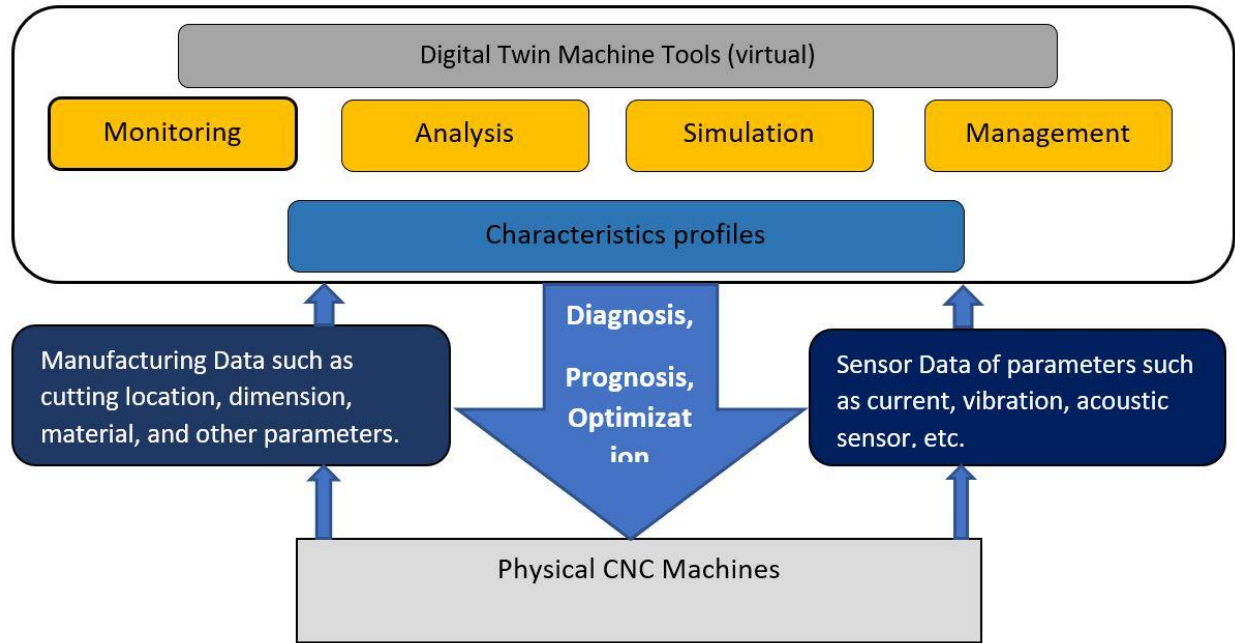 Digital Twin Machine Tools (virtual)
Monitoring
Analysis
Simulation
Management
Characteristics profiles
Manufacturing Data such as
cutting location, dimension,
material, and other parameters.
Diagnosis,
Prognosis,
Optimizat
ion
Sensor Data of parameters such
as current, vibration, acoustic
sensor, etc.
Physical CNC Machines